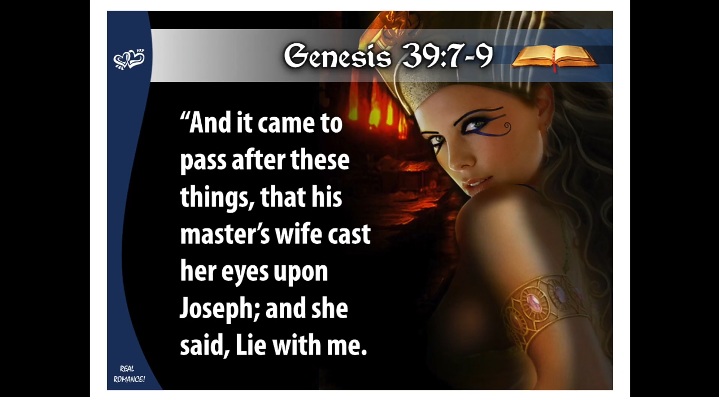 Genesis 39:7-9
“And it came to
pass after these
things, that his
master’s wife cast
her eyes upon
Joseph; and she
said, Lie with me.
REAL
ROMANCE!